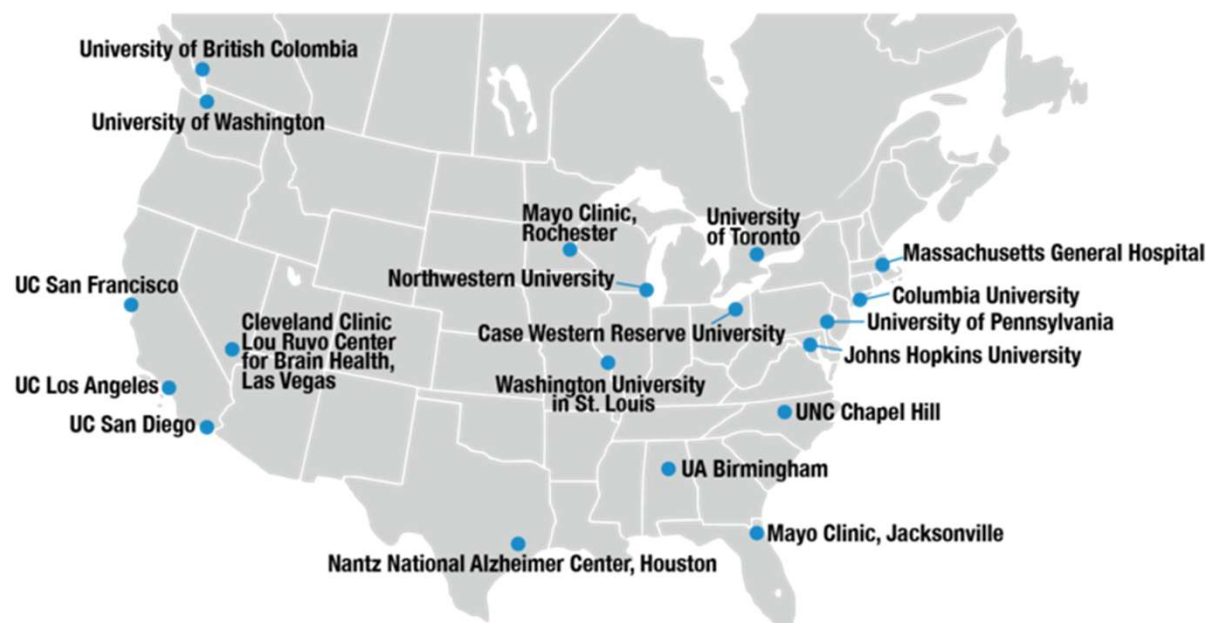 University of British Colombia
University of Washington
Mayo Clinic,
Rochester
University
of Toronto
Massachusetts General Hospital
Northwestern University
UC San Francisco
Columbia University
Cleveland Clinic
Lou Ruvo Center
for Brain Health,
Las Vegas
University of Pennsylvania
Case Western Reserve University
Johns Hopkins University
UC Los Angeles
Washington University
in St. Louis
UC San Diego
UNC Chapel Hill
UA Birmingham
Mayo Clinic, Jacksonville
Nantz National Alzheimer Center, Houston